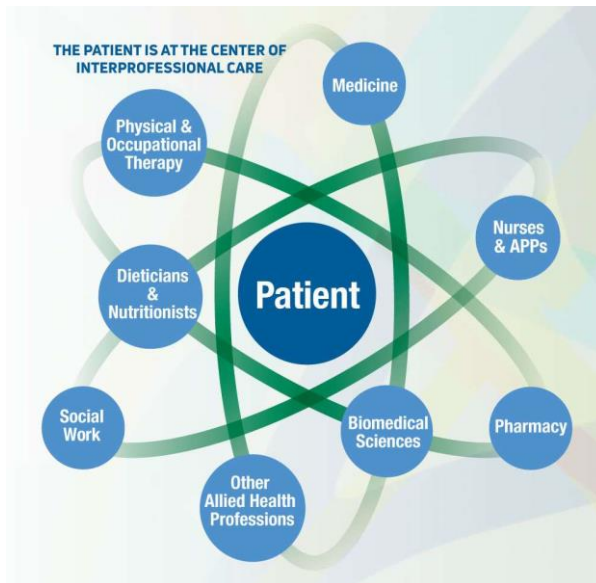 THE PATIENT IS AT THE CENTER OF
INTERPROFESSIONAL CARE
Medicine
Physical &
Occupational
Therapy
Nurses
& APPs
Dieticians
&
Nutritionists
Patient
Social
Work
Biomedical
Sciences
Pharmacy
Other
Allied Health
Professions